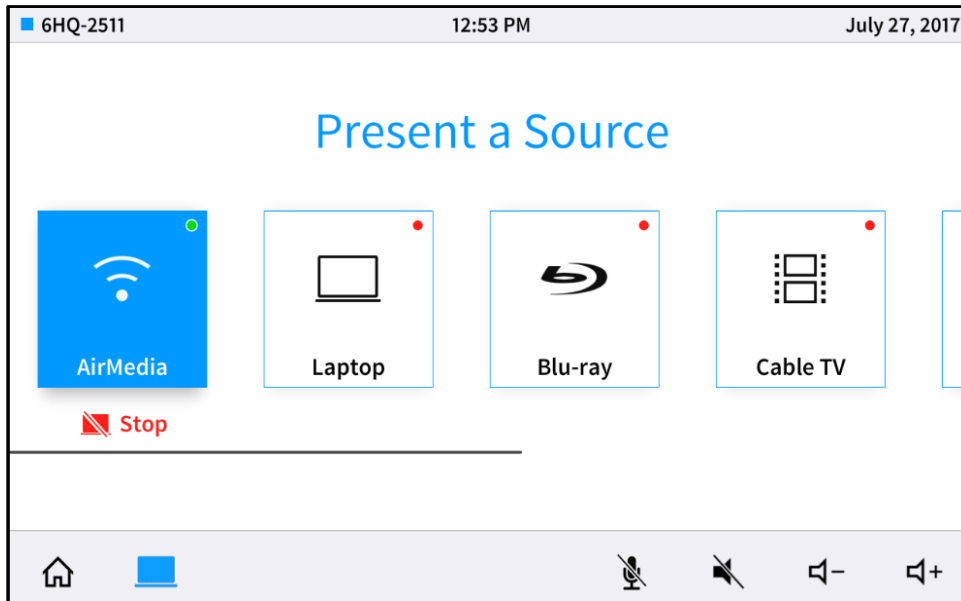 6HQ-2511 12:53 PM July 27, 2017
Present a Source
AirMedia Laptop Blu-ray Cable TV
Stop